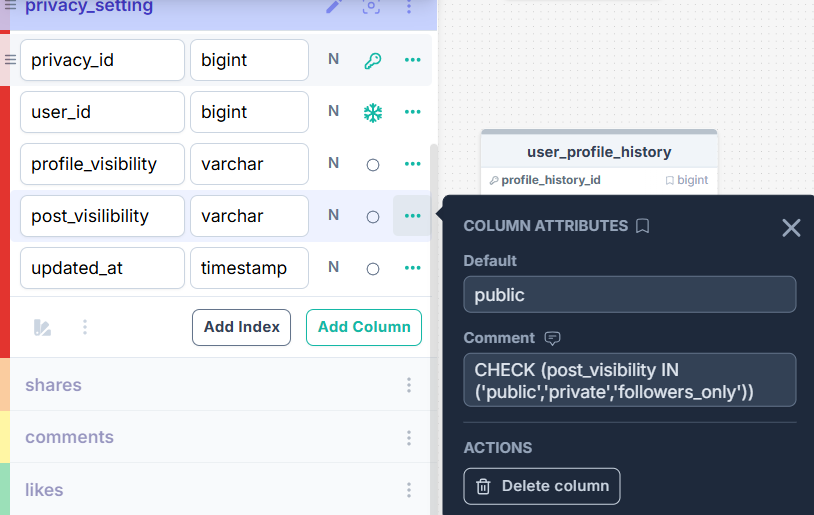 privacy_setting
privacy_id bigint N
user_id bigint N
profile_visibility varchar N
post_visilibility varchar N
updated_at timestamp N
Add Index Add Column
shares
comments
likes
user_profile_history
profile_history_id bigint
COLUMN ATTRIBUTES
Default
public
Comment
CHECK (post_visibility IN
('public','private','followers_only'))
ACTIONS
Delete column